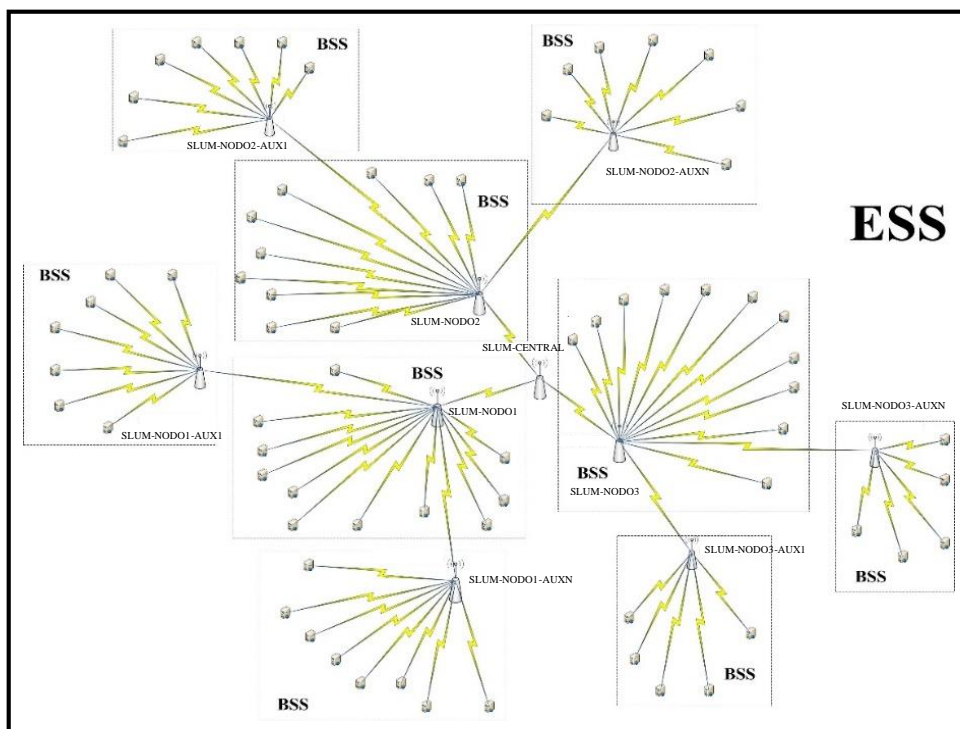 BSS
BSS
SLUM-NODO2-AUX1
SLUM-NODO2-AUXN
BSS
ESS
BSS
SLUM-NODO2
SLUM-CENTRAL
BSS
SLUM-NODO1
SLUM-NODO3-AUXN
SLUM-NODO1-AUX1
BSS
SLUM-NODO3
SLUM-NODO3-AUX1
BSS
SLUM-NODO1-AUXN
BSS
BSS